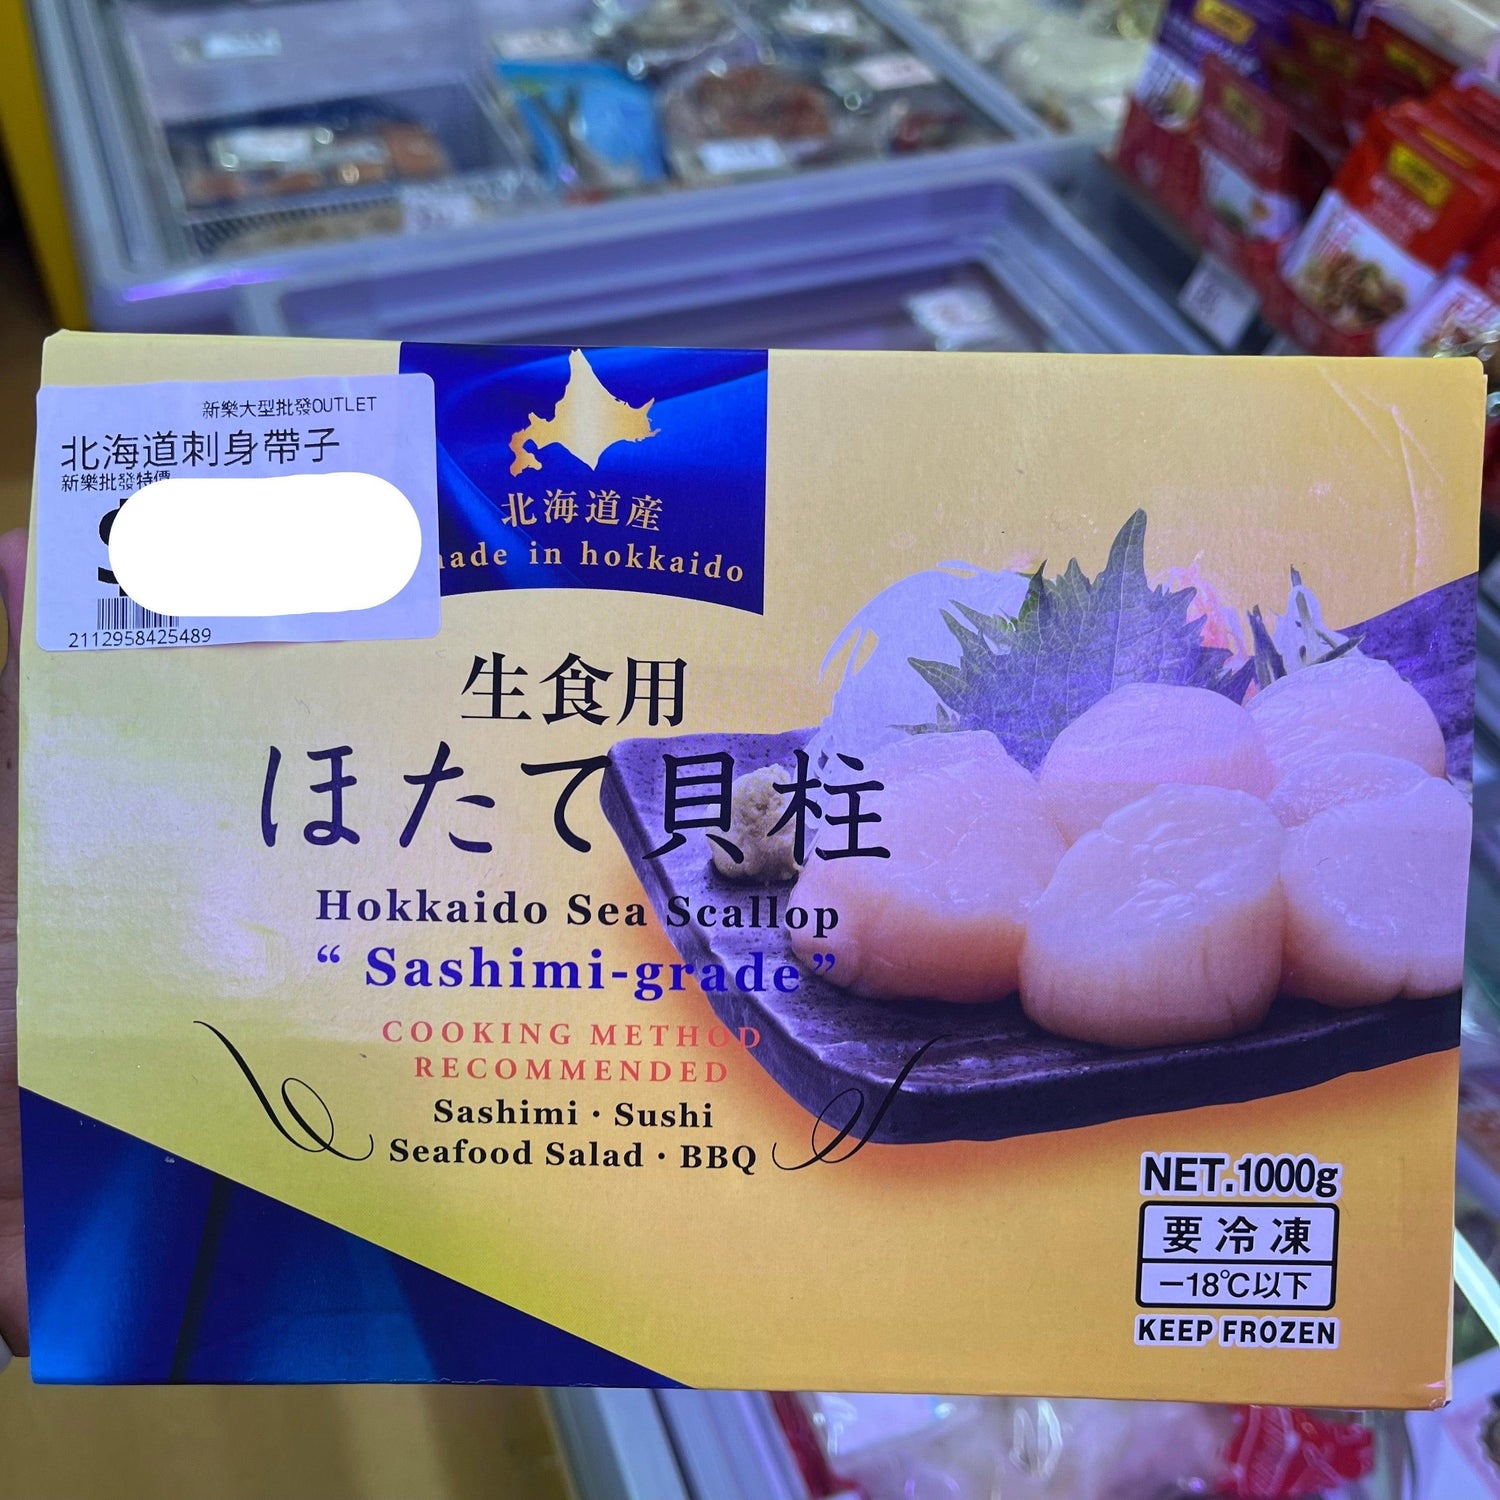 新樂大型批發OUTLET
北海道刺身帶子
新樂批發特價
2112958425489
北海道産
made in hokkaido
生食用
ほたて貝柱
Hokkaido Sea Scallop
“Sashimi-grade”
COOKING METHOD
RECOMMENDED
Sashimi・Sushi
Seafood Salad・BBQ
NET.1000g
要冷凍
−18℃以下
KEEP FROZEN